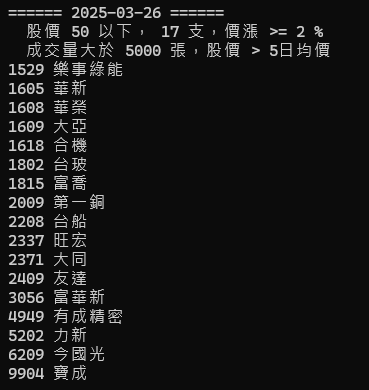 ====== 2025-03-26 ======
股價 50 以下， 17 支，價漲 >= 2 %
成交量大於 5000 張，股價 > 5日均價
1529 樂事綠能
1605 華新
1608 華榮
1609 大亞
1618 合機
1802 台玻
1815 富喬
2009 第一銅
2208 台船
2337 旺宏
2371 大同
2409 友達
3056 富華新
4949 有成精密
5202 力新
6209 今國光
9904 寶成